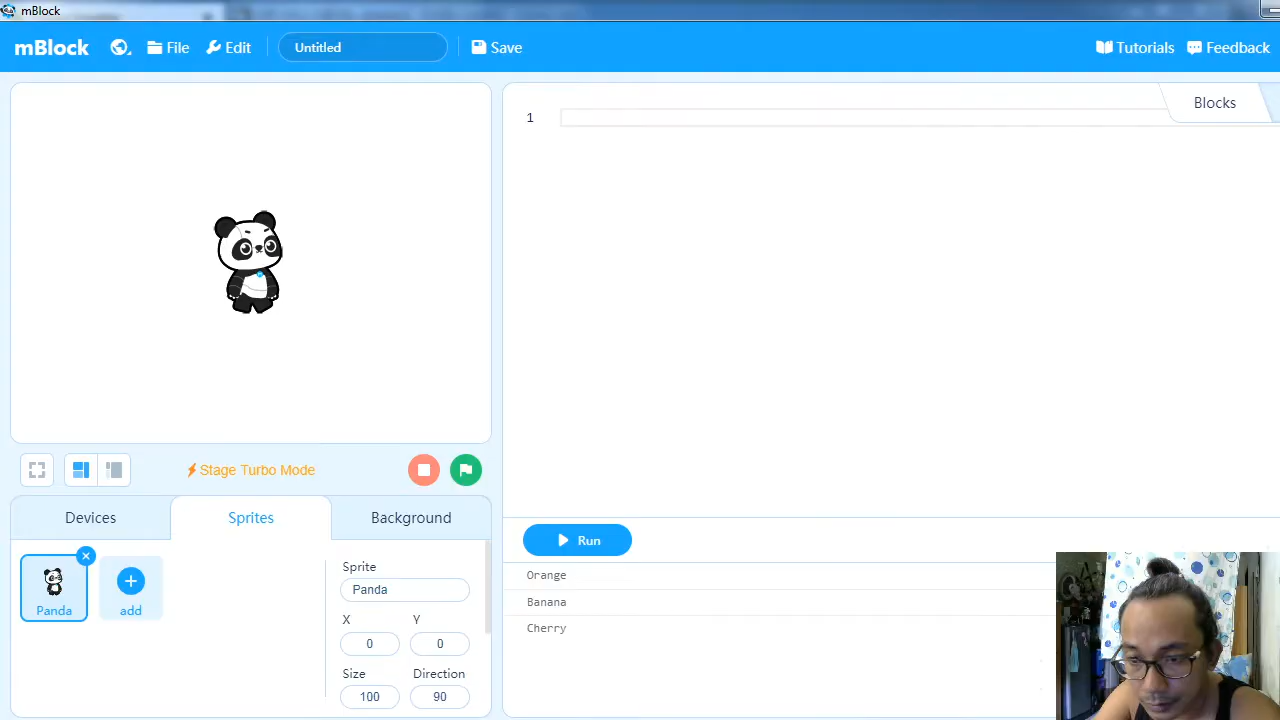 mBlock
mBlock File Edit Untitled Save Tutorials Feedback
Blocks
1
Stage Turbo Mode
Devices Sprites Background
Run
Orange
Banana
Cherry
Panda
add
Sprite
Panda
X Y
0 0
Size Direction
100 90